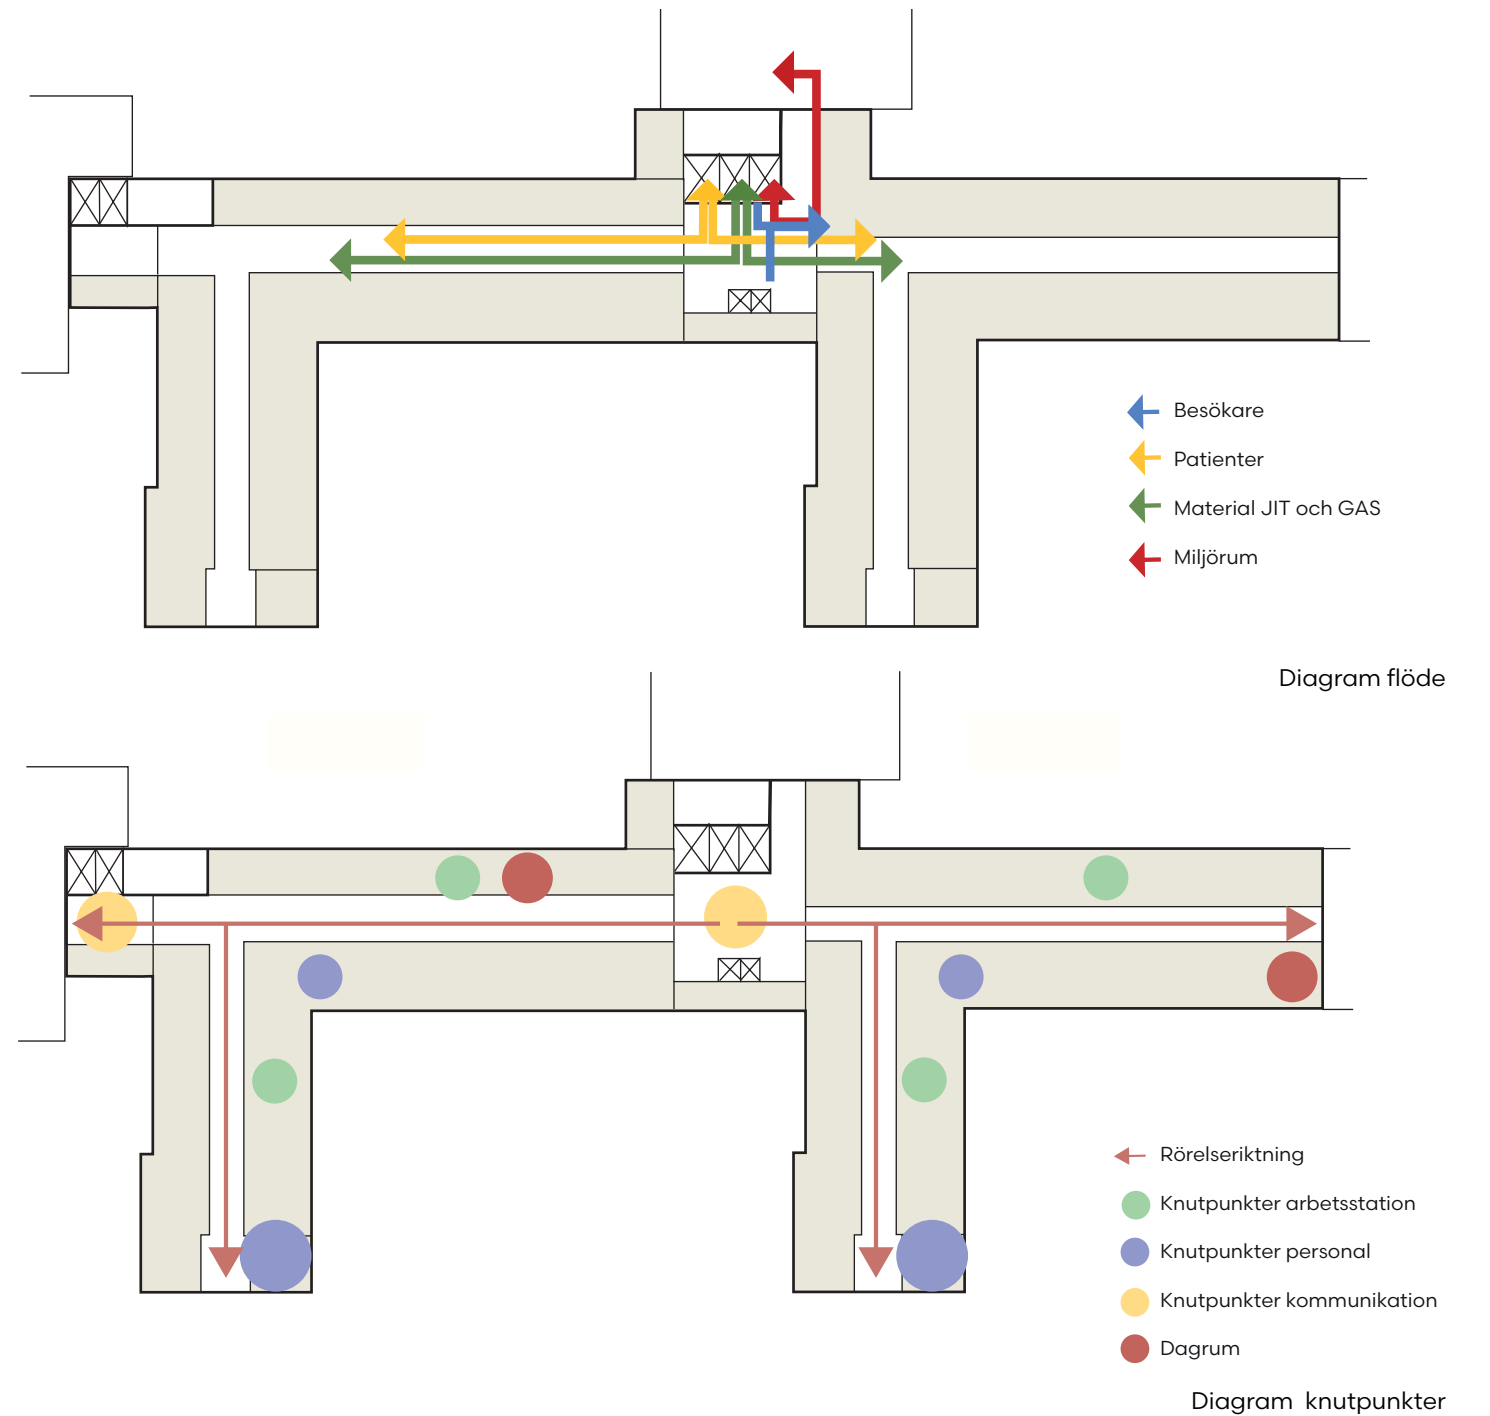 Besökare
Patienter
Material JIT och GAS
Miljörum
Diagram flöde
Rörelseriktning
Knutpunkter arbetsstation
Knutpunkter personal
Knutpunkter kommunikation
Dagrum
Diagram knutpunkter